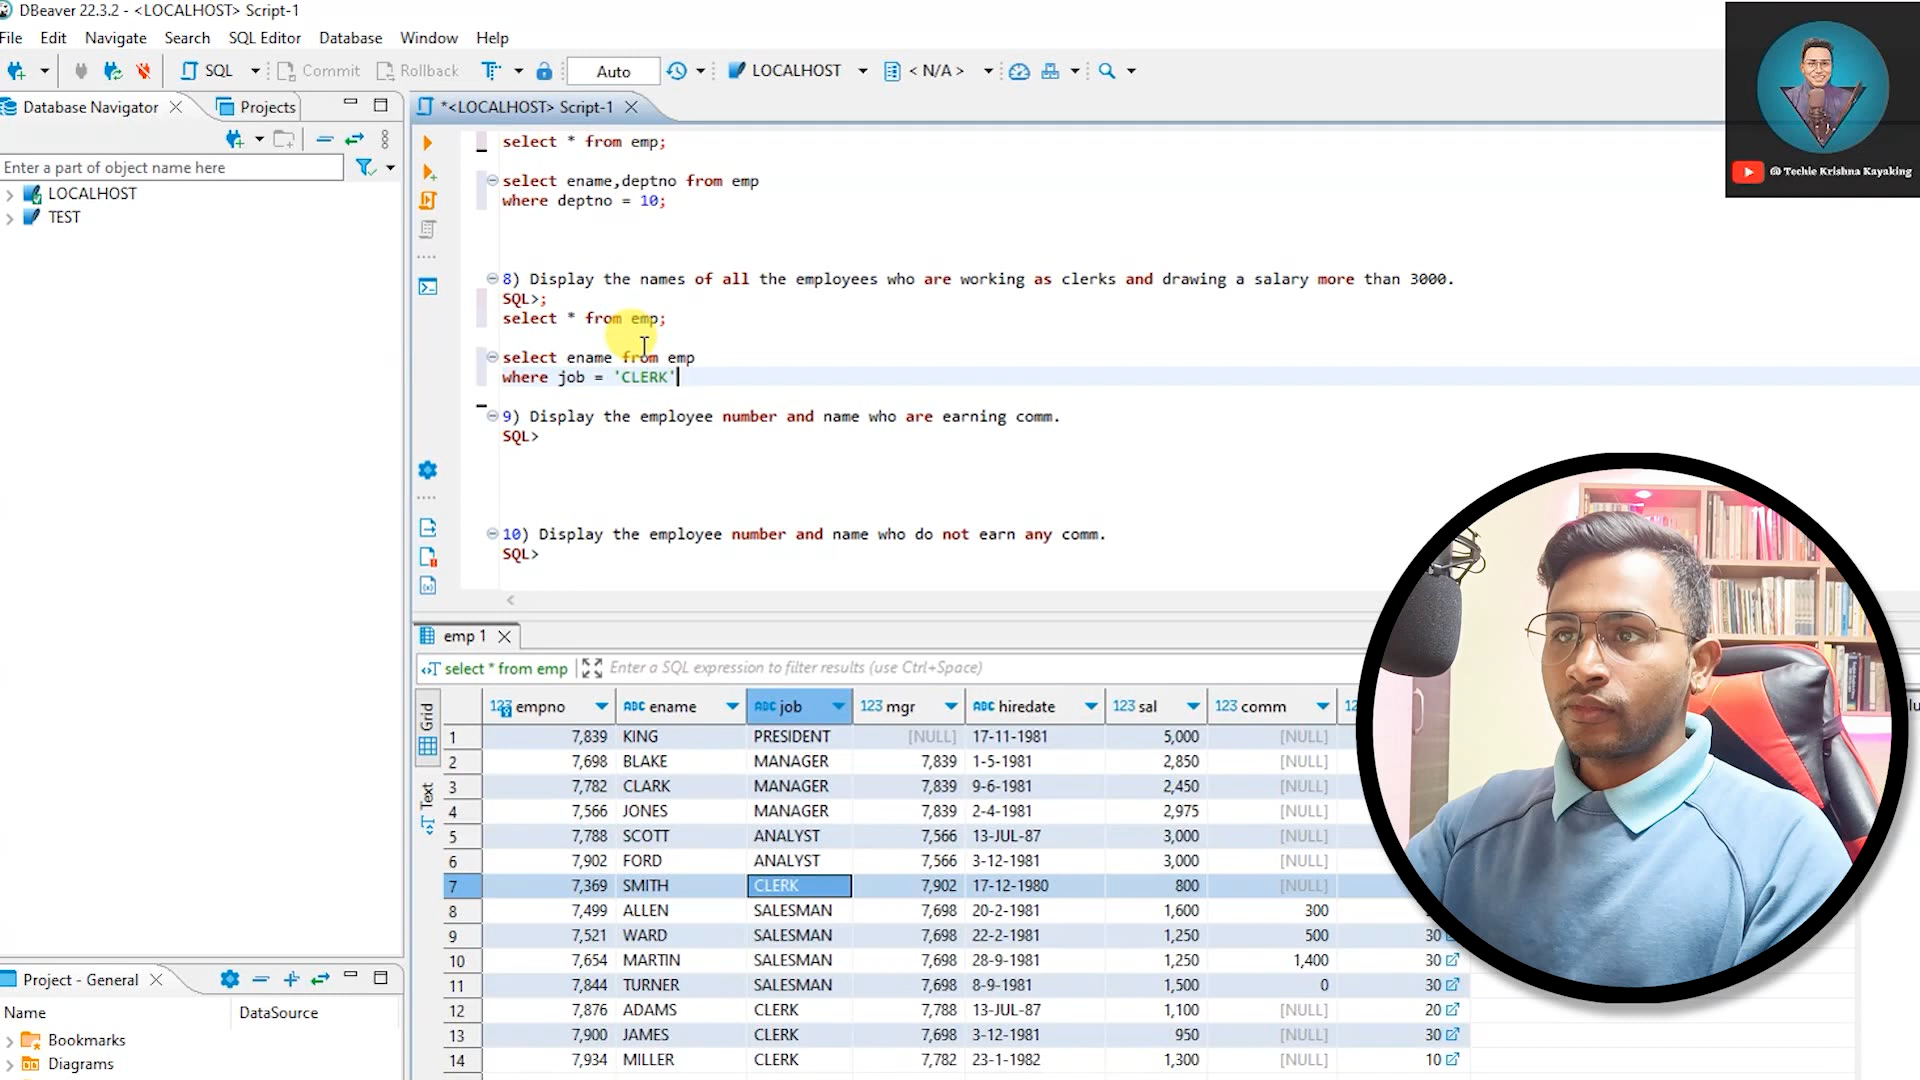 DBeaver 22.3.2 - <LOCALHOST> Script-1
File Edit Navigate Search SQL Editor Database Window Help
SQL Commit Rollback Auto LOCALHOST < N/A >
Database Navigator Projects
*<LOCALHOST> Script-1
Enter a part of object name here
LOCALHOST
TEST
select * from emp;
select ename,deptno from emp
where deptno = 10;
8) Display the names of all the employees who are working as clerks and drawing a salary more than 3000.
SQL>;
select * from emp;
select ename from emp
where job = 'CLERK'
9) Display the employee number and name who are earning comm.
SQL>
10) Display the employee number and name who do not earn any comm.
SQL>
@ Techie Krishna Kayaking
emp 1
select * from emp Enter a SQL expression to filter results (use Ctrl+Space)
Grid
Text
123 empno ABC ename ABC job 123 mgr ABC hiredate 123 sal 123 comm
1 7,839 KING PRESIDENT [NULL] 17-11-1981 5,000 [NULL]
2 7,698 BLAKE MANAGER 7,839 1-5-1981 2,850 [NULL]
3 7,782 CLARK MANAGER 7,839 9-6-1981 2,450 [NULL]
4 7,566 JONES MANAGER 7,839 2-4-1981 2,975 [NULL]
5 7,788 SCOTT ANALYST 7,566 13-JUL-87 3,000 [NULL]
6 7,902 FORD ANALYST 7,566 3-12-1981 3,000 [NULL]
7 7,369 SMITH CLERK 7,902 17-12-1980 800 [NULL]
8 7,499 ALLEN SALESMAN 7,698 20-2-1981 1,600 300
9 7,521 WARD SALESMAN 7,698 22-2-1981 1,250 500 30
10 7,654 MARTIN SALESMAN 7,698 28-9-1981 1,250 1,400 30
11 7,844 TURNER SALESMAN 7,698 8-9-1981 1,500 0 30
12 7,876 ADAMS CLERK 7,788 13-JUL-87 1,100 [NULL] 20
13 7,900 JAMES CLERK 7,698 3-12-1981 950 [NULL] 30
14 7,934 MILLER CLERK 7,782 23-1-1982 1,300 [NULL] 10
Project - General
Name DataSource
Bookmarks
Diagrams